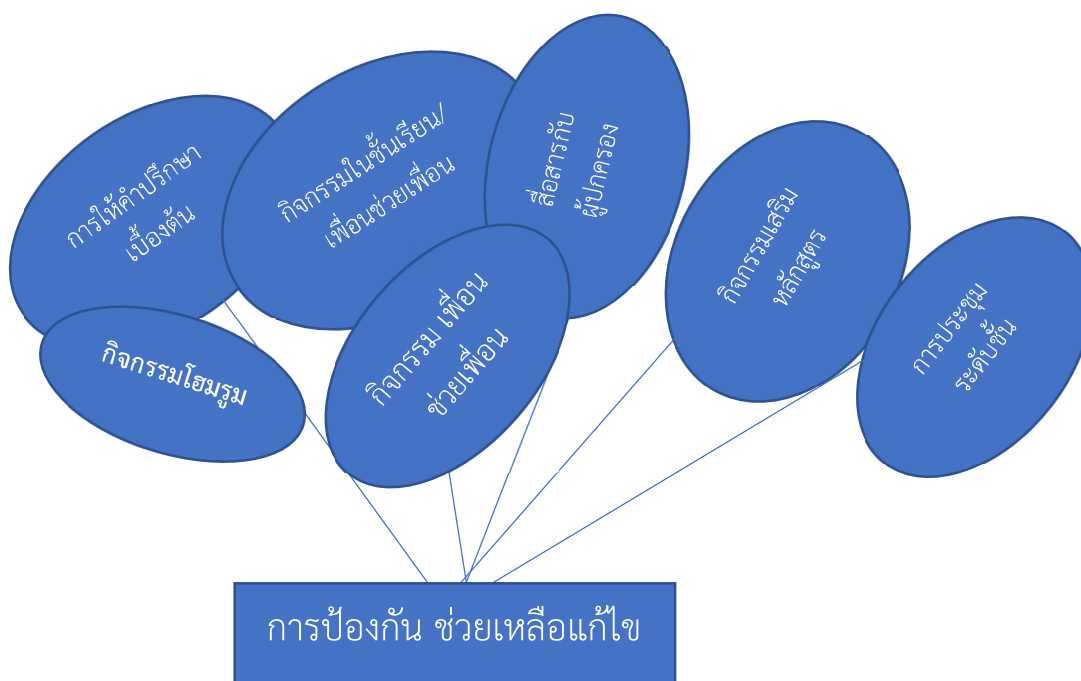 การให้คำปรึกษา
เบื้องต้น
กิจกรรมในชั้นเรียน/
เพื่อนช่วยเพื่อน
สื่อสารกับ
ผู้ปกครอง
กิจกรรมเสริม
หลักสูตร
การประชุม
ระดับชั้น
กิจกรรมโฮมรูม
กิจกรรม เพื่อน
ช่วยเพื่อน
การป้องกัน ช่วยเหลือแก้ไข